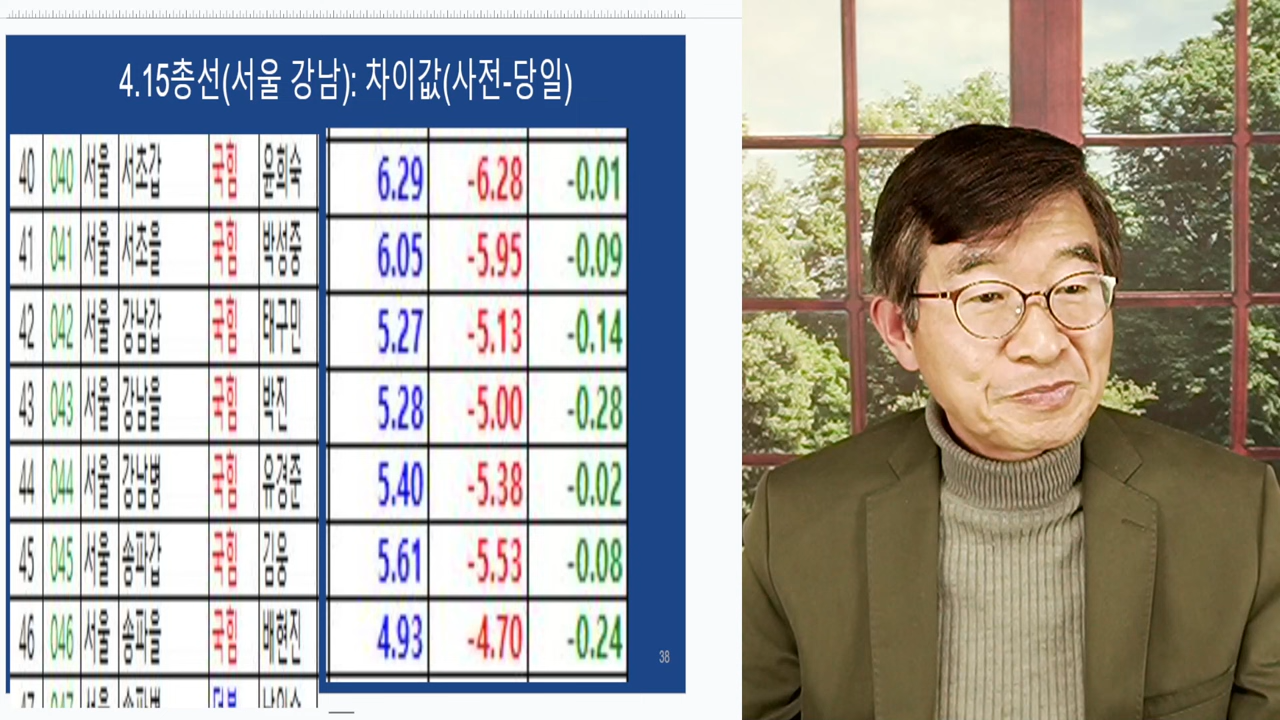 4.15총선(서울 강남): 차이값(사전-당일)
40 040 서울 서초갑 국힘 윤희숙 6.29 -6.28 -0.01
41 041 서울 서초을 국힘 박성중 6.05 -5.95 -0.09
42 042 서울 강남갑 국힘 태구민 5.27 -5.13 -0.14
43 043 서울 강남을 국힘 박진 5.28 -5.00 -0.28
44 044 서울 강남병 국힘 유경준 5.40 -5.38 -0.02
45 045 서울 송파갑 국힘 김웅 5.61 -5.53 -0.08
46 046 서울 송파을 국힘 배현진 4.93 -4.70 -0.24
47 047 서울 송파병
38